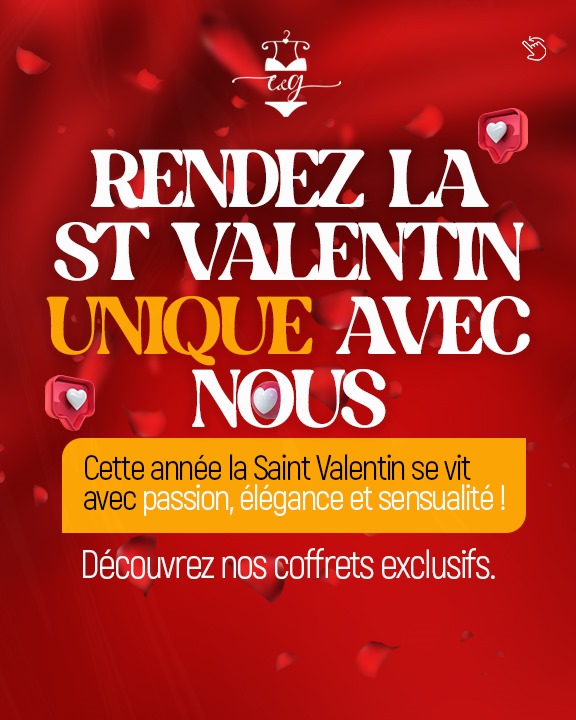 e&g
RENDEZ LA
ST VALENTIN
UNIQUE AVEC
NOUS
Cette année la Saint Valentin se vit
avec passion, élégance et sensualité !
Découvrez nos coffrets exclusifs.